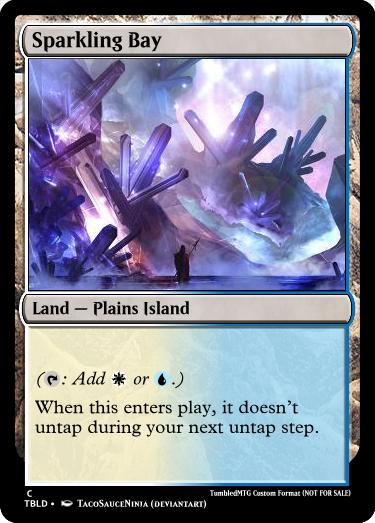 Sparkling Bay
Land — Plains Island
(: Add or .)
When this enters play, it doesn't
untap during your next untap step.
C TumbledMTG Custom Format (NOT FOR SALE)
TBLD • TacoSauceNinja (deviantart)